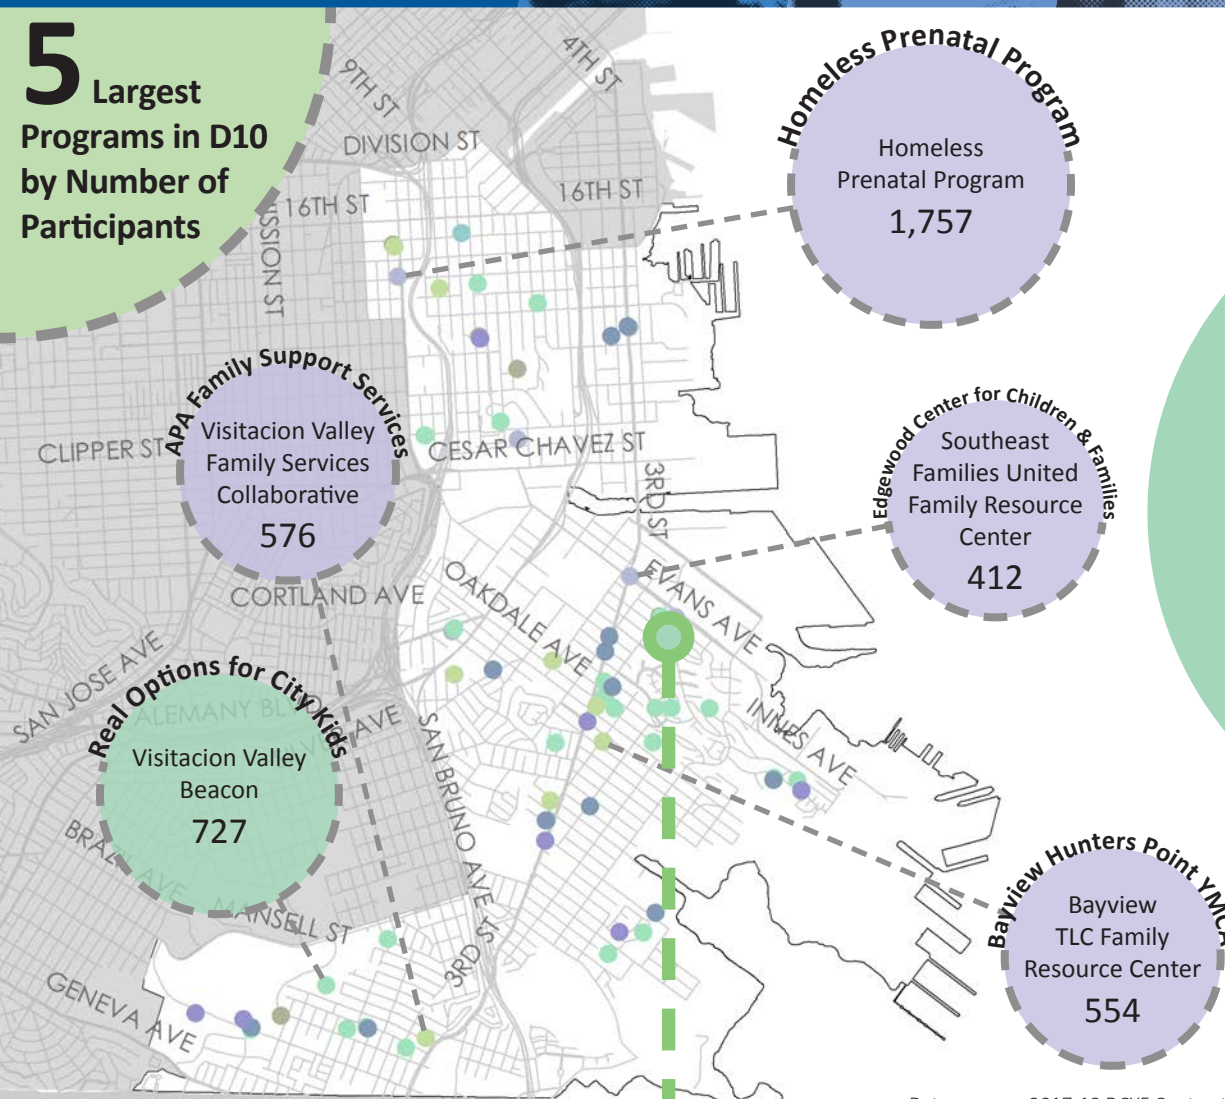 5 Largest
Programs in D10
by Number of
Participants
Homeless Prenatal Program
Homeless
Prenatal Program
1,757
APA Family Support Services
Visitacion Valley
Family Services
Collaborative
576
Edgewood Center for Children & Families
Southeast
Families United
Family Resource
Center
412
Real Options for City Kids
Visitacion Valley
Beacon
727
Bayview Hunters Point YMCA
Bayview
TLC Family
Resource Center
554
9TH ST
4TH ST
DIVISION ST
16TH ST
16TH ST
ISSION ST
CLIPPER ST
CESAR CHAVEZ ST
3RD ST
EVANS AVE
OAKDALE AVE
CORTLAND AVE
SAN JOSE AVE
ALEMANY BLVD
AVE
SAN BRUNO AVE
INNES AVE
MANSELL ST
GENEVA AVE
3RD ST